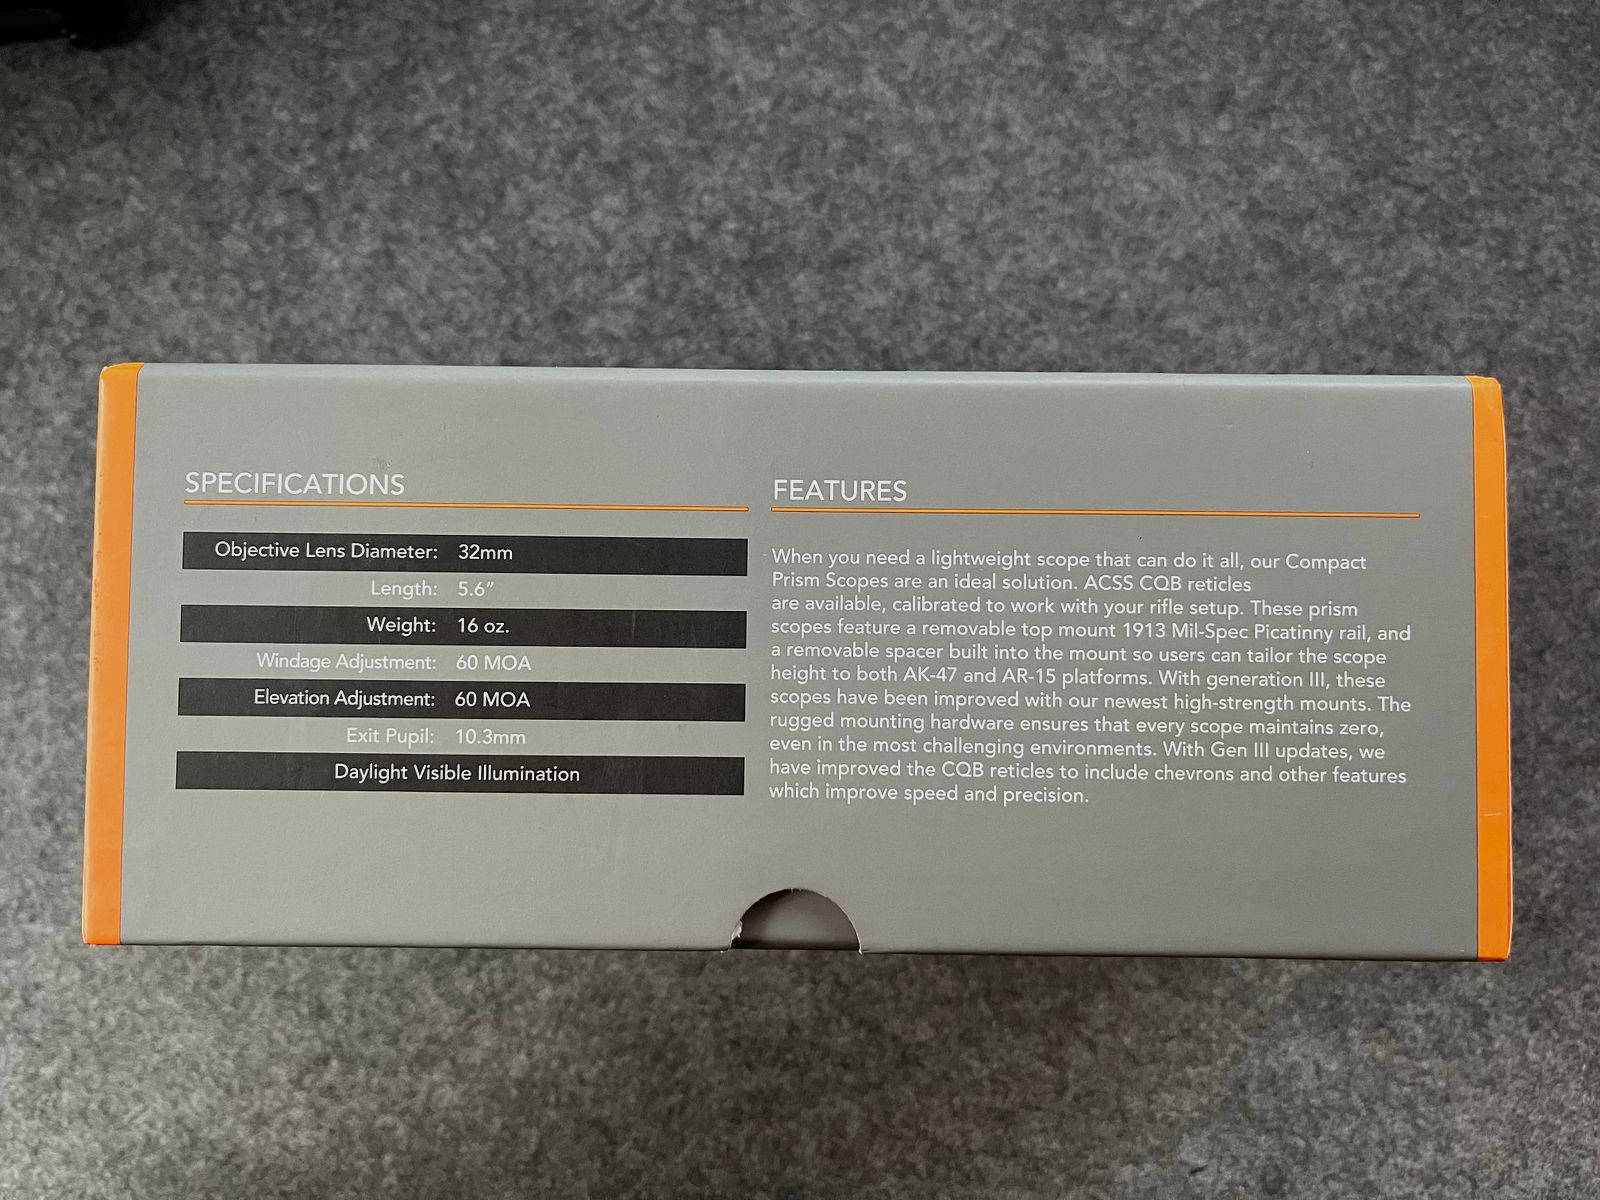 SPECIFICATIONS
Objective Lens Diameter: 32mm
Length: 5.6”
Weight: 16 oz.
Windage Adjustment: 60 MOA
Elevation Adjustment: 60 MOA
Exit Pupil: 10.3mm
Daylight Visible Illumination
FEATURES
When you need a lightweight scope that can do it all, our Compact
Prism Scopes are an ideal solution. ACSS CQB reticles
are available, calibrated to work with your rifle setup. These prism
scopes feature a removable top mount 1913 Mil-Spec Picatinny rail, and
a removable spacer built into the mount so users can tailor the scope
height to both AK-47 and AR-15 platforms. With generation III, these
scopes have been improved with our newest high-strength mounts. The
rugged mounting hardware ensures that every scope maintains zero,
even in the most challenging environments. With Gen III updates, we
have improved the CQB reticles to include chevrons and other features
which improve speed and precision.